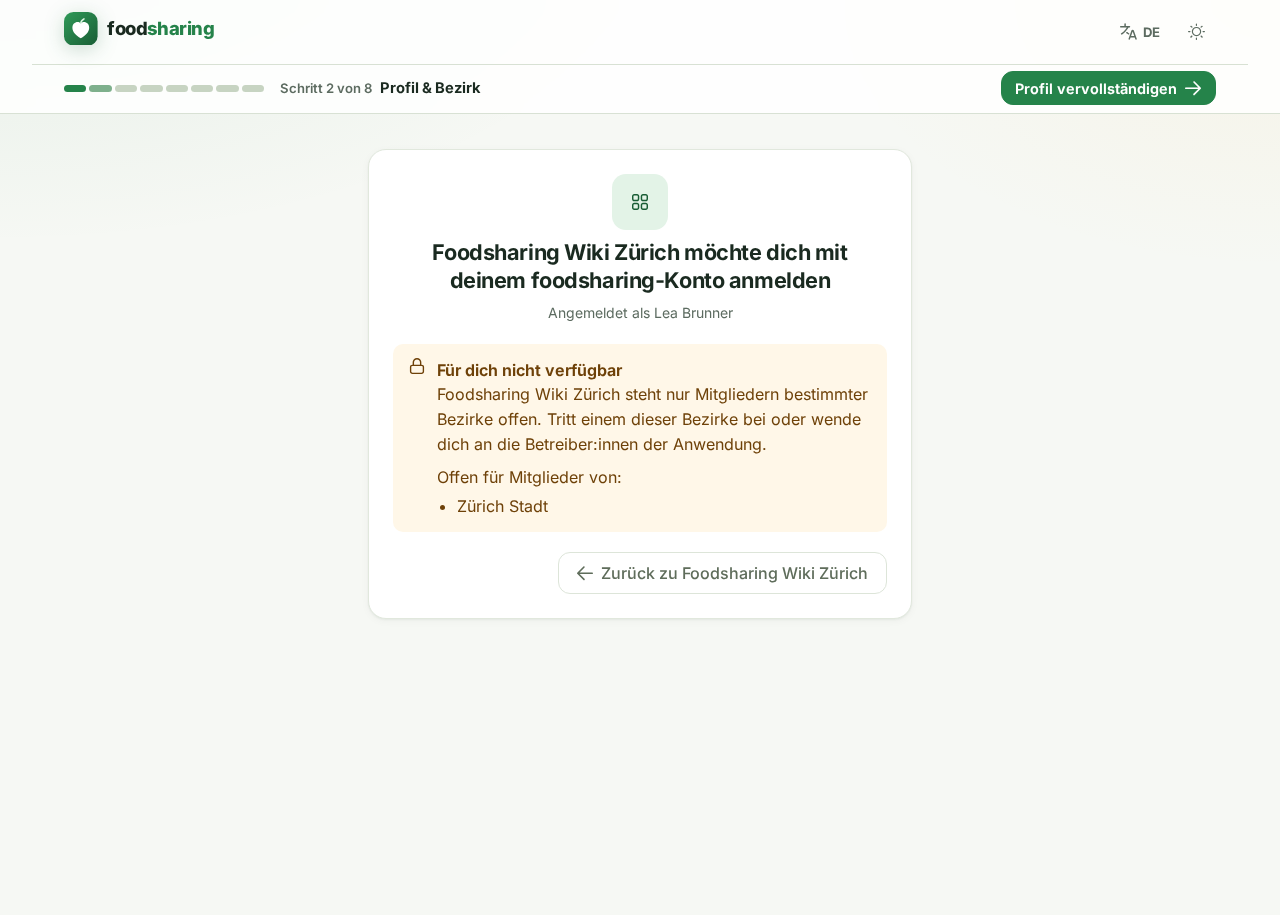 foodsharing
DE
Schritt 2 von 8 Profil & Bezirk
Profil vervollständigen
Foodsharing Wiki Zürich möchte dich mit
deinem foodsharing-Konto anmelden
Angemeldet als Lea Brunner
Für dich nicht verfügbar
Foodsharing Wiki Zürich steht nur Mitgliedern bestimmter
Bezirke offen. Tritt einem dieser Bezirke bei oder wende
dich an die Betreiber:innen der Anwendung.
Offen für Mitglieder von:
• Zürich Stadt
Zurück zu Foodsharing Wiki Zürich